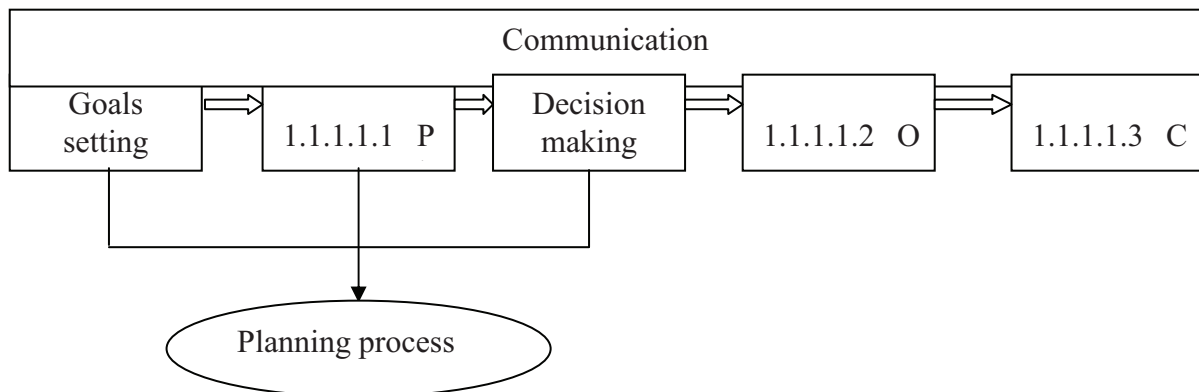 Communication
Goals
setting
1.1.1.1.1 P
Decision
making
1.1.1.1.2 O
1.1.1.1.3 C
Planning process